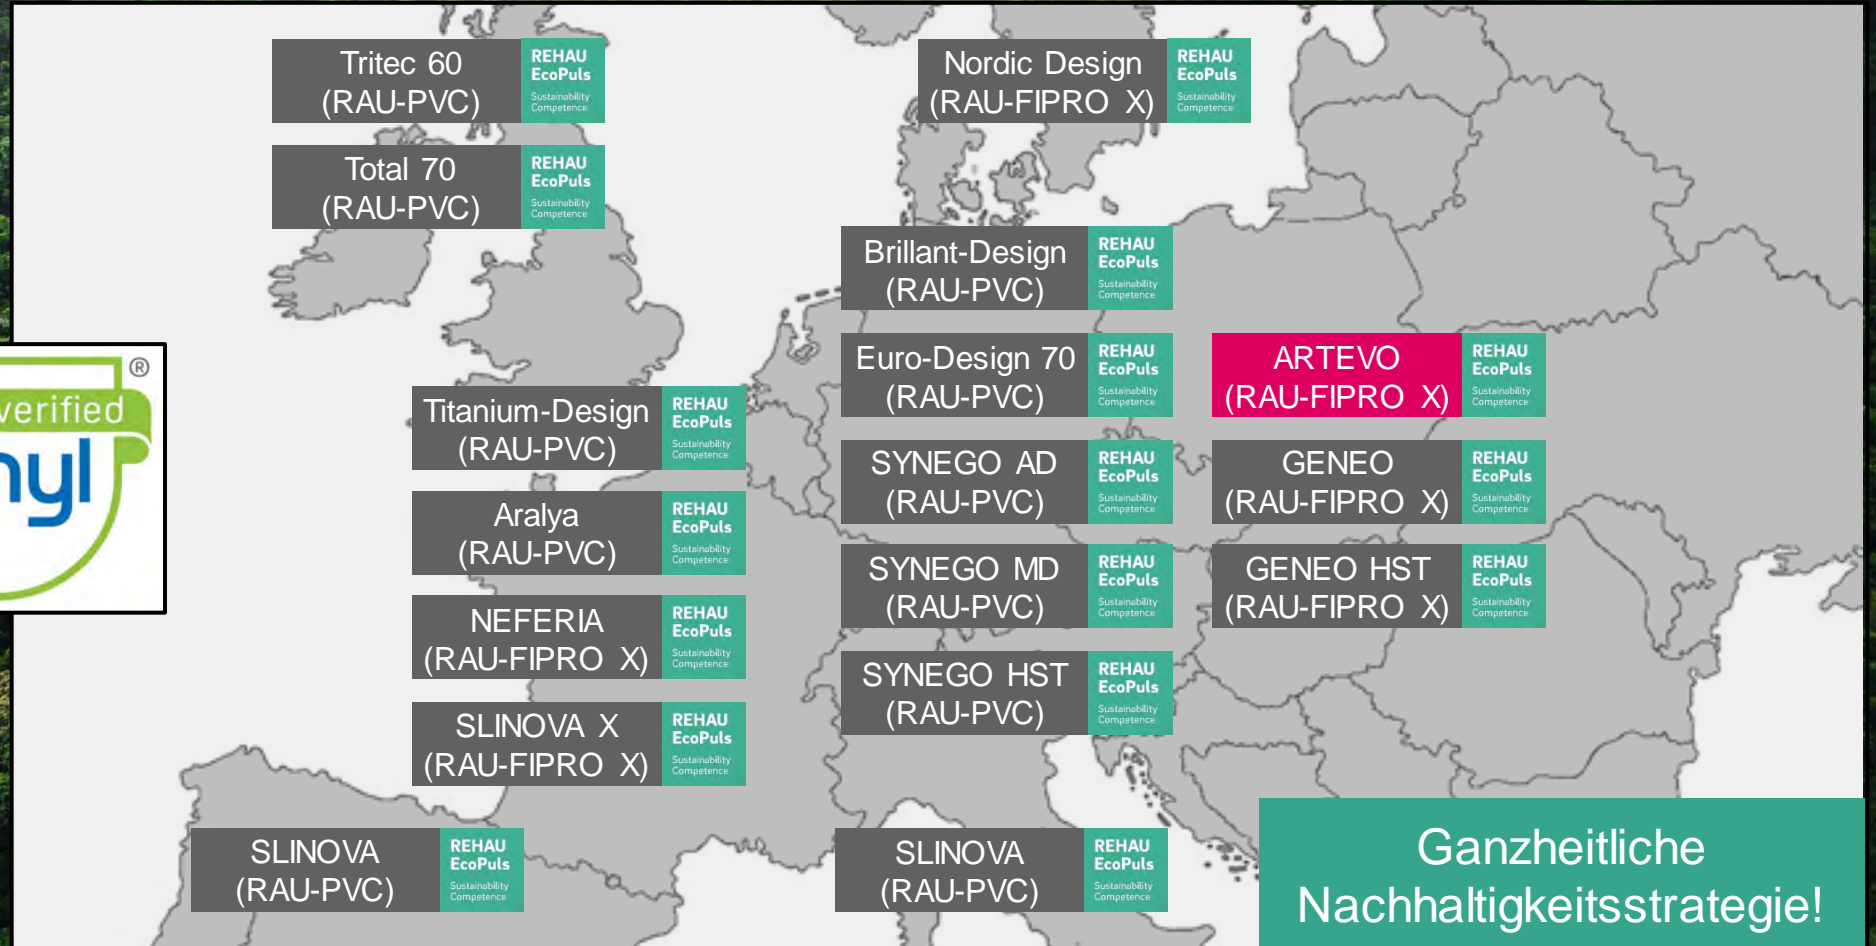 Tritec 60
(RAU-PVC)
REHAU
EcoPuls
Sustainability
Competence
Nordic Design
(RAU-FIPRO X)
REHAU
EcoPuls
Sustainability
Competence
Total 70
(RAU-PVC)
REHAU
EcoPuls
Sustainability
Competence
Brillant-Design
(RAU-PVC)
REHAU
EcoPuls
Sustainability
Competence
Euro-Design 70
(RAU-PVC)
REHAU
EcoPuls
Sustainability
Competence
ARTEVO
(RAU-FIPRO X)
REHAU
EcoPuls
Sustainability
Competence
®
verified
nyl
Titanium-Design
(RAU-PVC)
REHAU
EcoPuls
Sustainability
Competence
SYNEGO AD
(RAU-PVC)
REHAU
EcoPuls
Sustainability
Competence
GENEO
(RAU-FIPRO X)
REHAU
EcoPuls
Sustainability
Competence
Aralya
(RAU-PVC)
REHAU
EcoPuls
Sustainability
Competence
SYNEGO MD
(RAU-PVC)
REHAU
EcoPuls
Sustainability
Competence
GENEO HST
(RAU-FIPRO X)
REHAU
EcoPuls
Sustainability
Competence
NEFERIA
(RAU-FIPRO X)
REHAU
EcoPuls
Sustainability
Competence
SYNEGO HST
(RAU-PVC)
REHAU
EcoPuls
Sustainability
Competence
SLINOVA X
(RAU-FIPRO X)
REHAU
EcoPuls
Sustainability
Competence
SLINOVA
(RAU-PVC)
REHAU
EcoPuls
Sustainability
Competence
SLINOVA
(RAU-PVC)
REHAU
EcoPuls
Sustainability
Competence
Ganzheitliche
Nachhaltigkeitsstrategie!